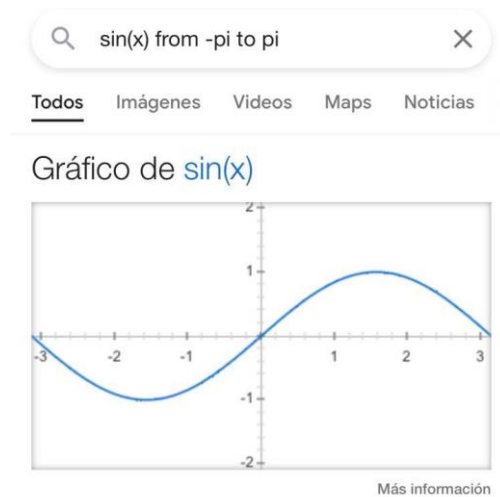 sin(x) from -pi to pi
Todos Imágenes Videos Maps Noticias
Gráfico de sin(x)
2
1
-3 -2 -1 1 2 3
-1
-2
Más información